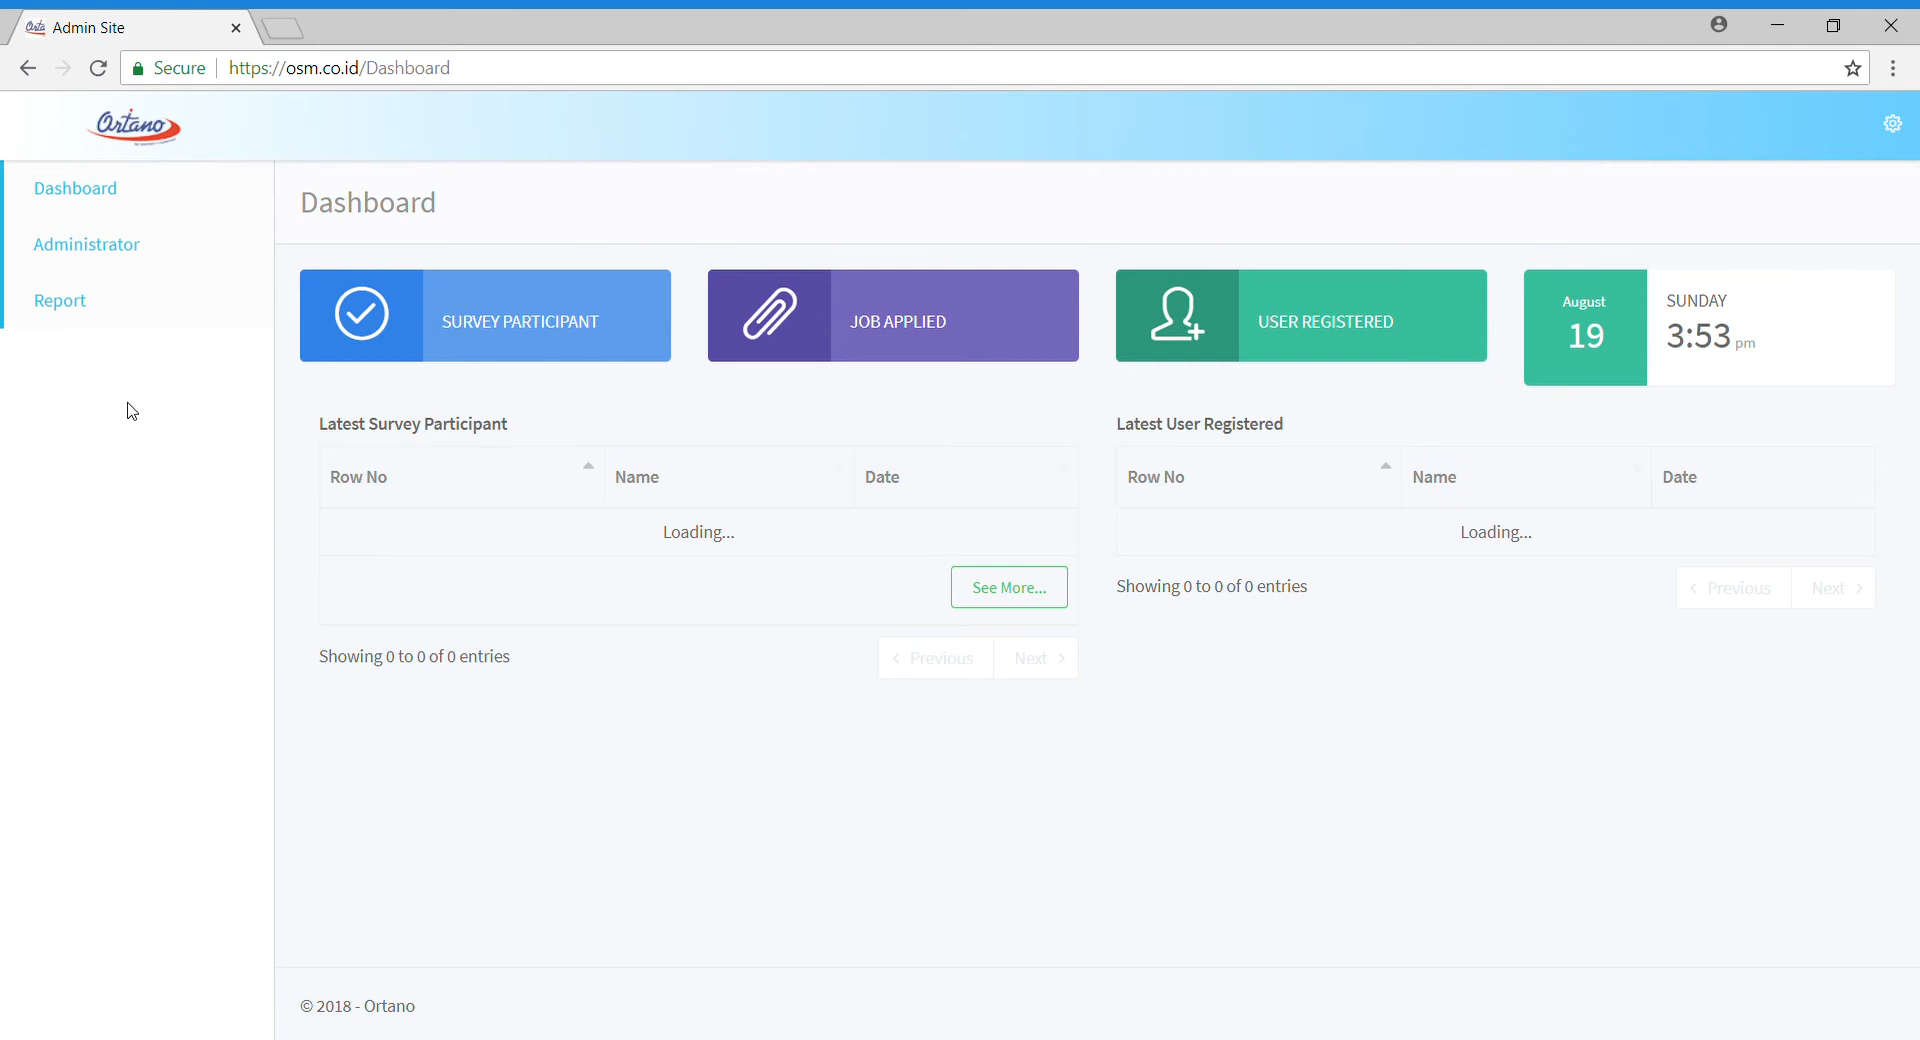 Admin Site
Secure https://osm.co.id/Dashboard
Ortano
Dashboard
Administrator
Report
Dashboard
SURVEY PARTICIPANT
JOB APPLIED
USER REGISTERED
August
19
SUNDAY
3:53 pm
Latest Survey Participant
Row No Name Date
Loading...
See More...
Showing 0 to 0 of 0 entries
Previous Next
Latest User Registered
Row No Name Date
Loading...
Showing 0 to 0 of 0 entries
Previous Next
© 2018 - Ortano